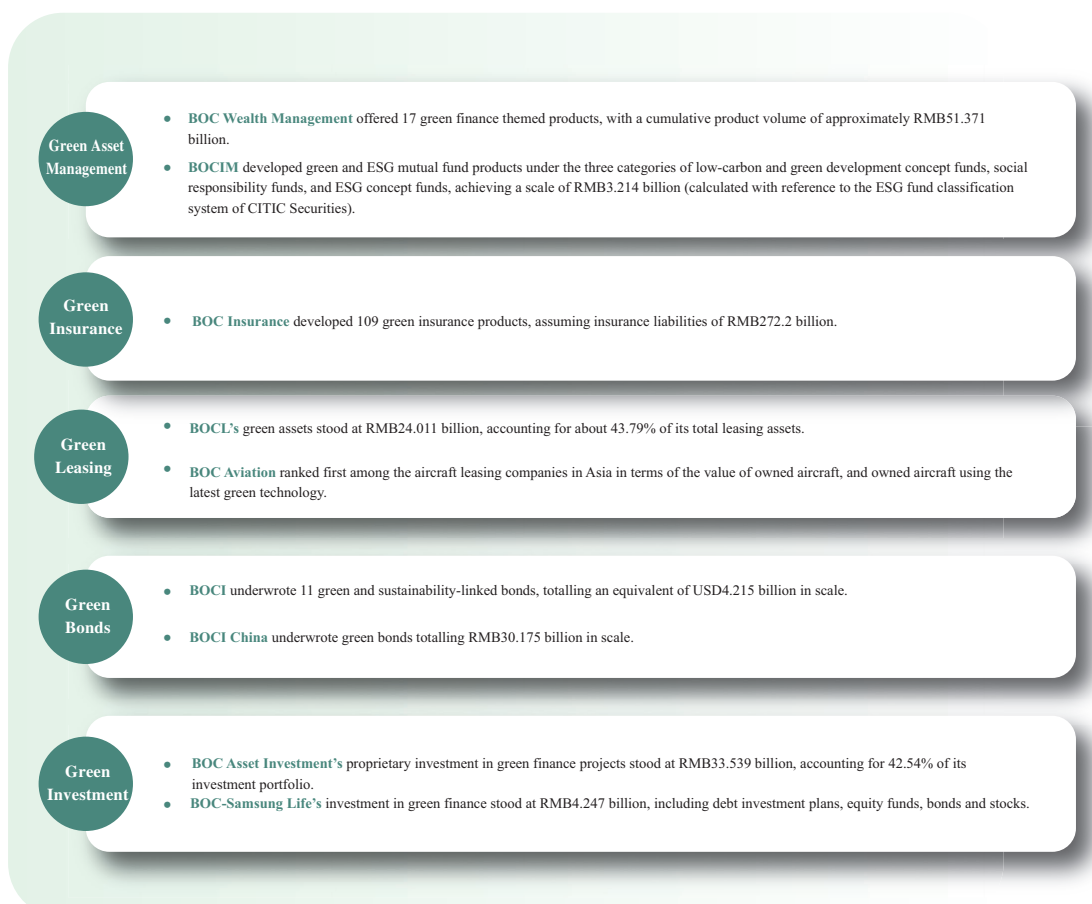 Green Asset
Management
● BOC Wealth Management offered 17 green finance themed products, with a cumulative product volume of approximately RMB51.371
billion.
● BOCIM developed green and ESG mutual fund products under the three categories of low-carbon and green development concept funds, social
responsibility funds, and ESG concept funds, achieving a scale of RMB3.214 billion (calculated with reference to the ESG fund classification
system of CITIC Securities).
Green
Insurance
● BOC Insurance developed 109 green insurance products, assuming insurance liabilities of RMB272.2 billion.
Green
Leasing
● BOCL’s green assets stood at RMB24.011 billion, accounting for about 43.79% of its total leasing assets.
● BOC Aviation ranked first among the aircraft leasing companies in Asia in terms of the value of owned aircraft, and owned aircraft using the
latest green technology.
Green
Bonds
● BOCI underwrote 11 green and sustainability-linked bonds, totalling an equivalent of USD4.215 billion in scale.
● BOCI China underwrote green bonds totalling RMB30.175 billion in scale.
Green
Investment
● BOC Asset Investment’s proprietary investment in green finance projects stood at RMB33.539 billion, accounting for 42.54% of its
investment portfolio.
● BOC-Samsung Life’s investment in green finance stood at RMB4.247 billion, including debt investment plans, equity funds, bonds and stocks.